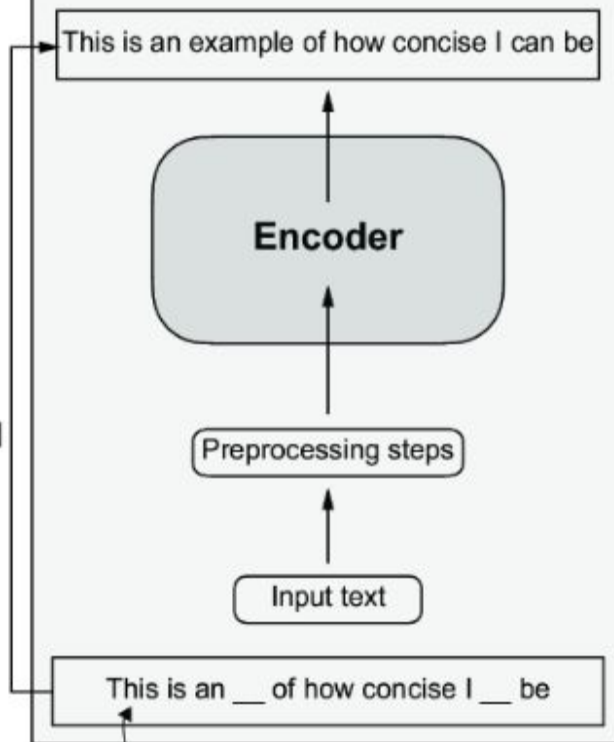 This is an example of how concise I can be
Encoder
Preprocessing steps
Input text
This is an __ of how concise I __ be